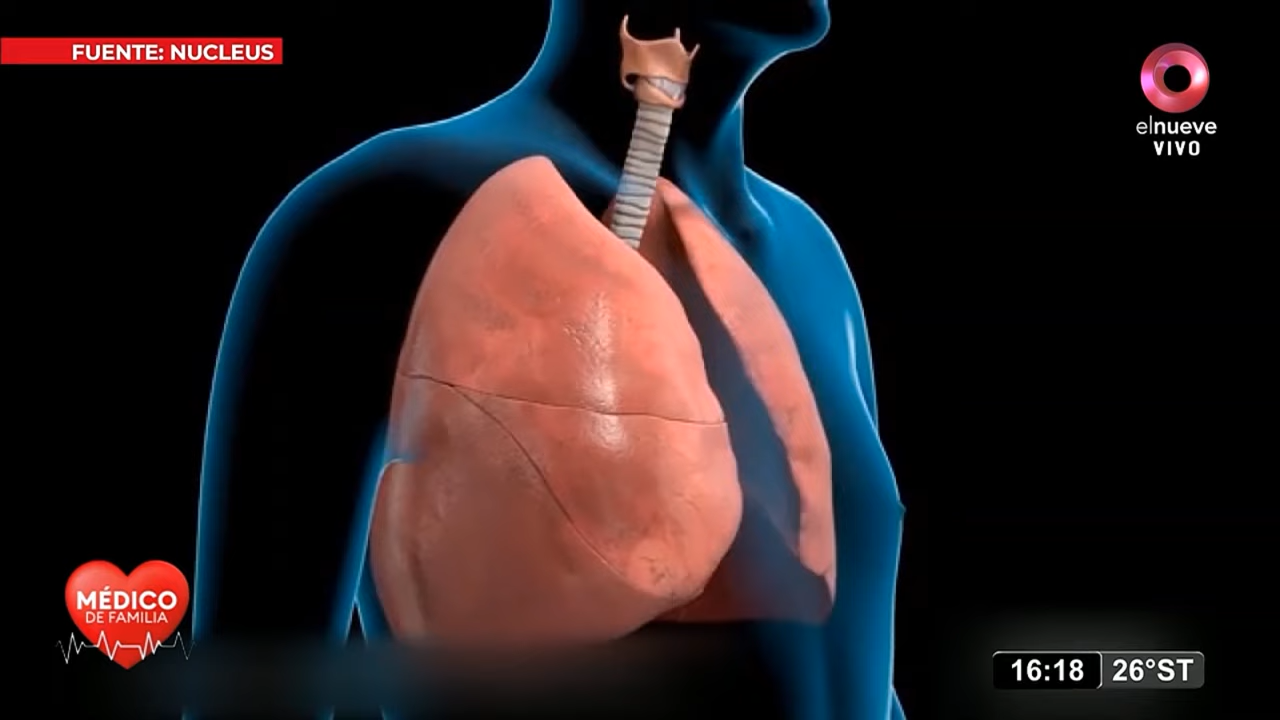 FUENTE: NUCLEUS
elnueve
VIVO
MÉDICO
DE FAMILIA
16:18 26°ST